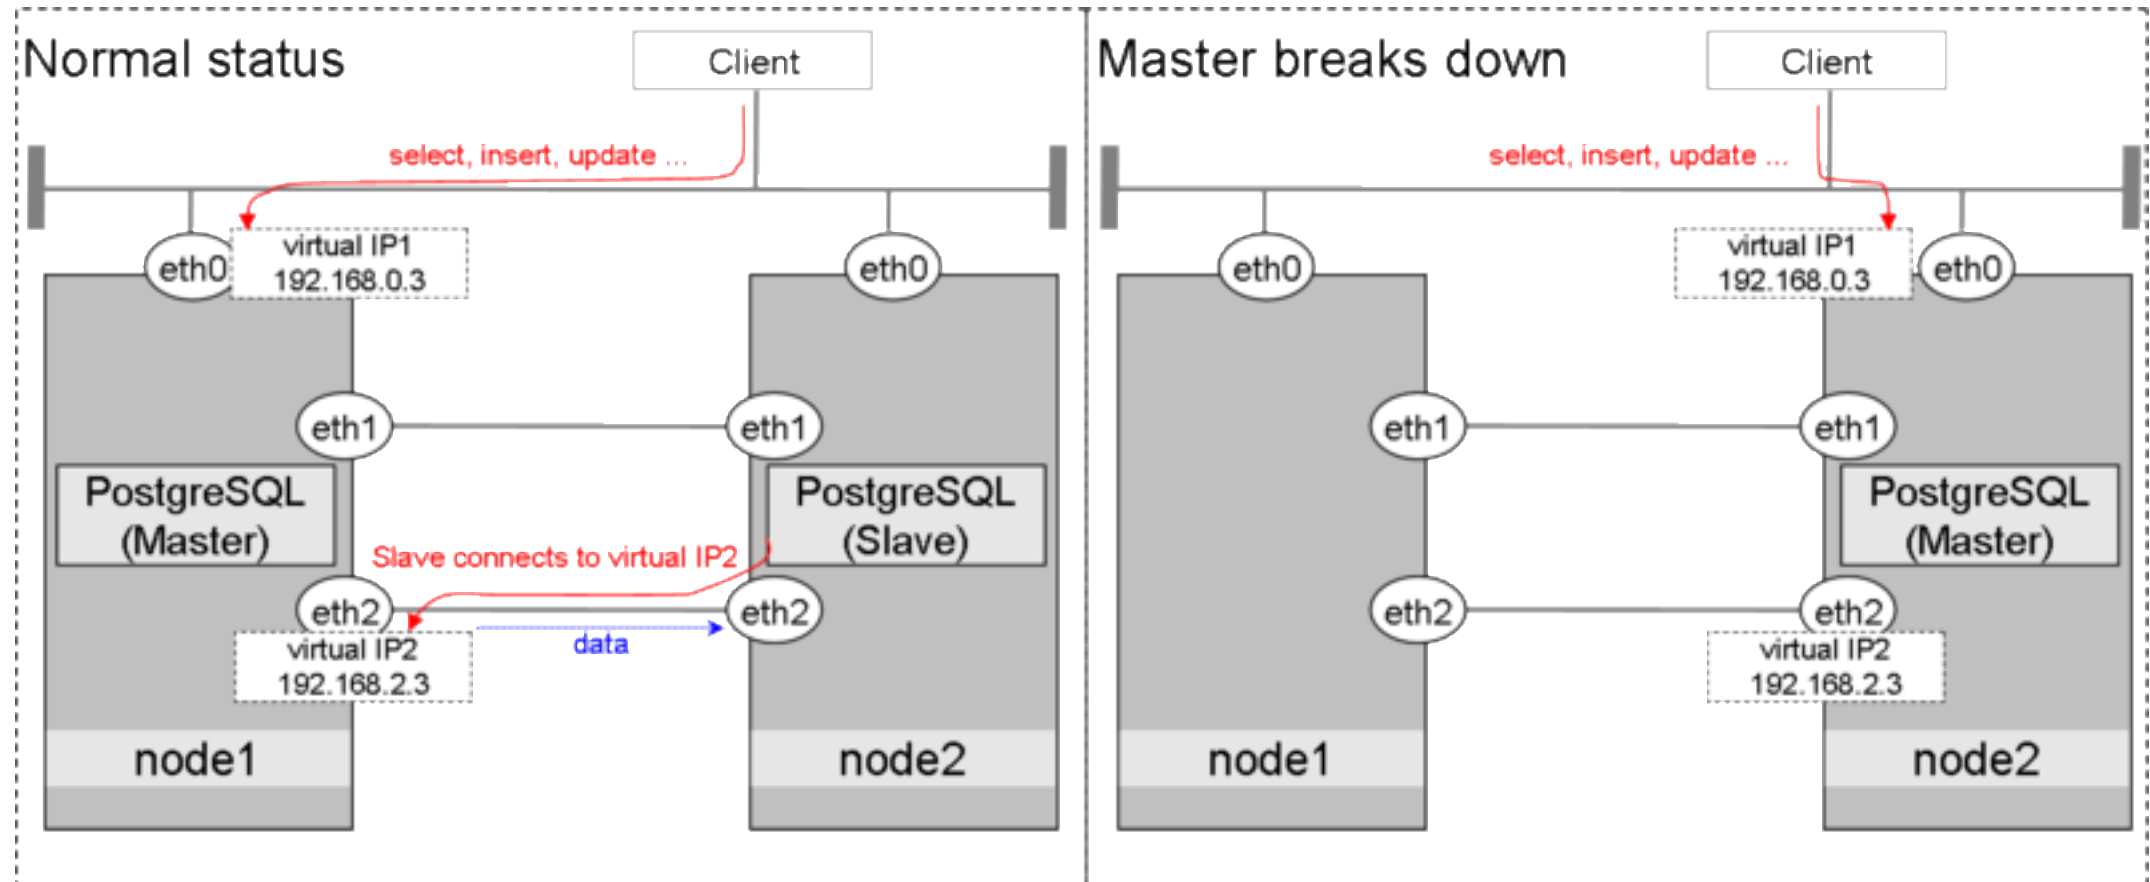 Normal status
Client
select, insert, update ...
eth0
virtual IP1
192.168.0.3
eth0
eth1
eth1
PostgreSQL
(Master)
PostgreSQL
(Slave)
Slave connects to virtual IP2
eth2
eth2
data
virtual IP2
192.168.2.3
node1
node2
Master breaks down
Client
select, insert, update ...
eth0
virtual IP1
192.168.0.3
eth0
eth1
eth1
PostgreSQL
(Master)
eth2
eth2
virtual IP2
192.168.2.3
node1
node2